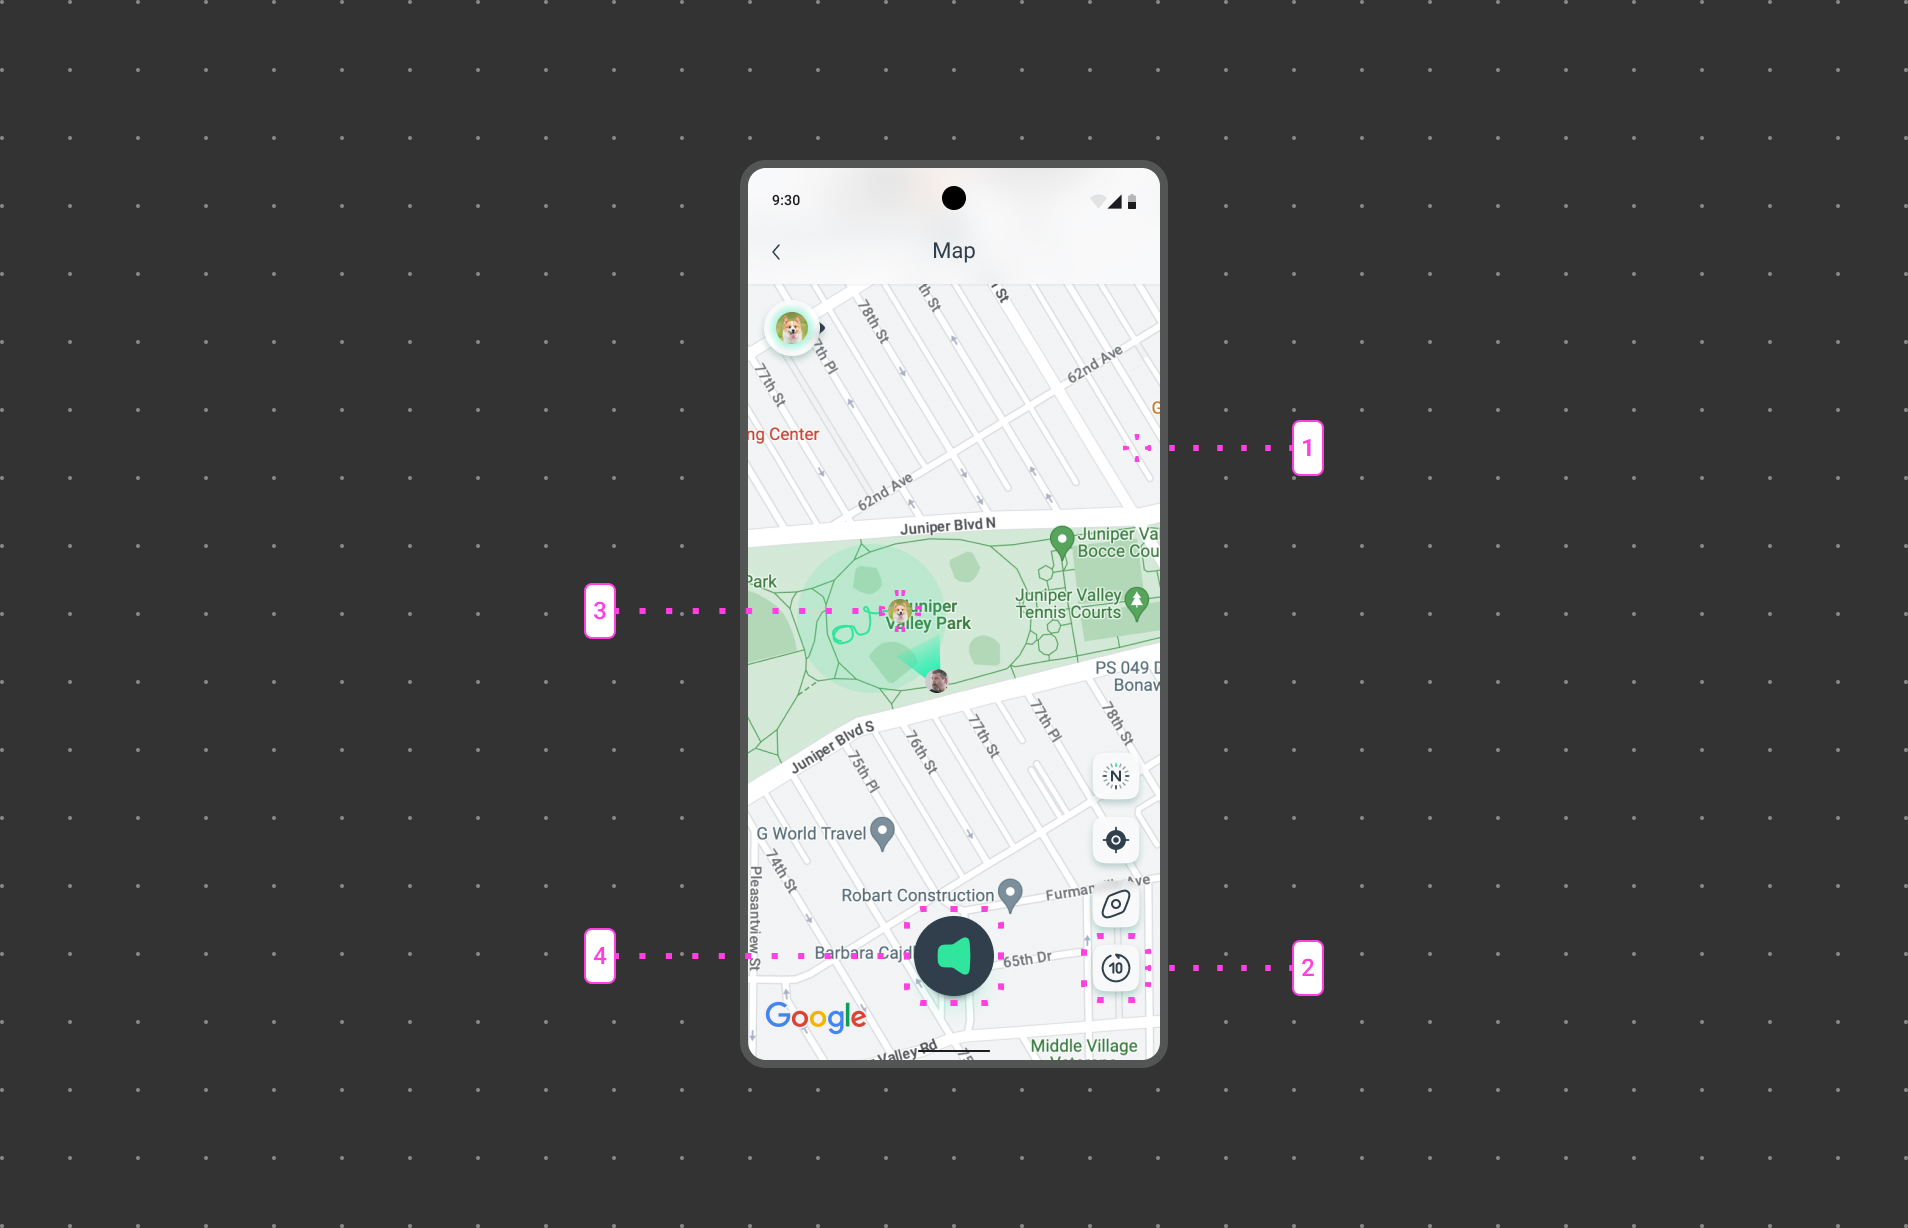 9:30
Map
78th St
th St
St
7th Pl
77th St
62nd Ave
G
ng Center
1
62nd Ave
Juniper Blvd N
Juniper Va
Bocce Cou
Park
3
Juniper
Valley Park
Juniper Valley
Tennis Courts
PS 049 D
Bonaw
Juniper Blvd S
75th Pl
76th St
77th St
77th Pl
78th St
N
G World Travel
74th St
Pleasantview St
Robart Construction
Furman
Ave
4
Barbara Cajd
65th Dr
10
2
Google
Valley Rd
75
Middle Village